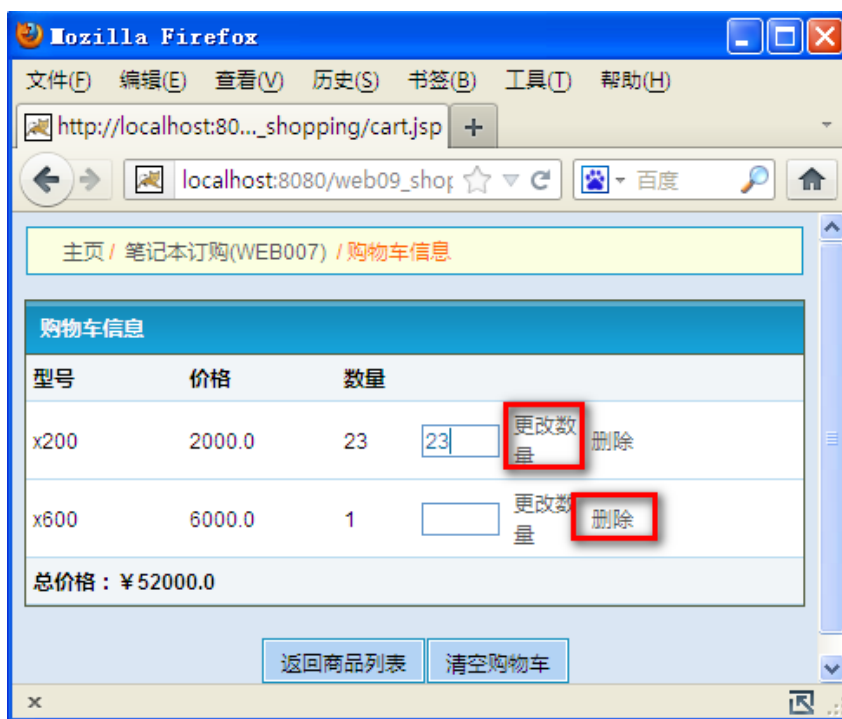 Mozilla Firefox
文件(F) 编辑(E) 查看(V) 历史(S) 书签(B) 工具(T) 帮助(H)
http://localhost:80..._shopping/cart.jsp +
localhost:8080/web09_shop 百度
主页 / 笔记本订购(WEB007) / 购物车信息
购物车信息
型号 价格 数量
x200 2000.0 23 23 更改数量 删除
x600 6000.0 1 更改数量 删除
总价格：￥52000.0
返回商品列表 清空购物车
x